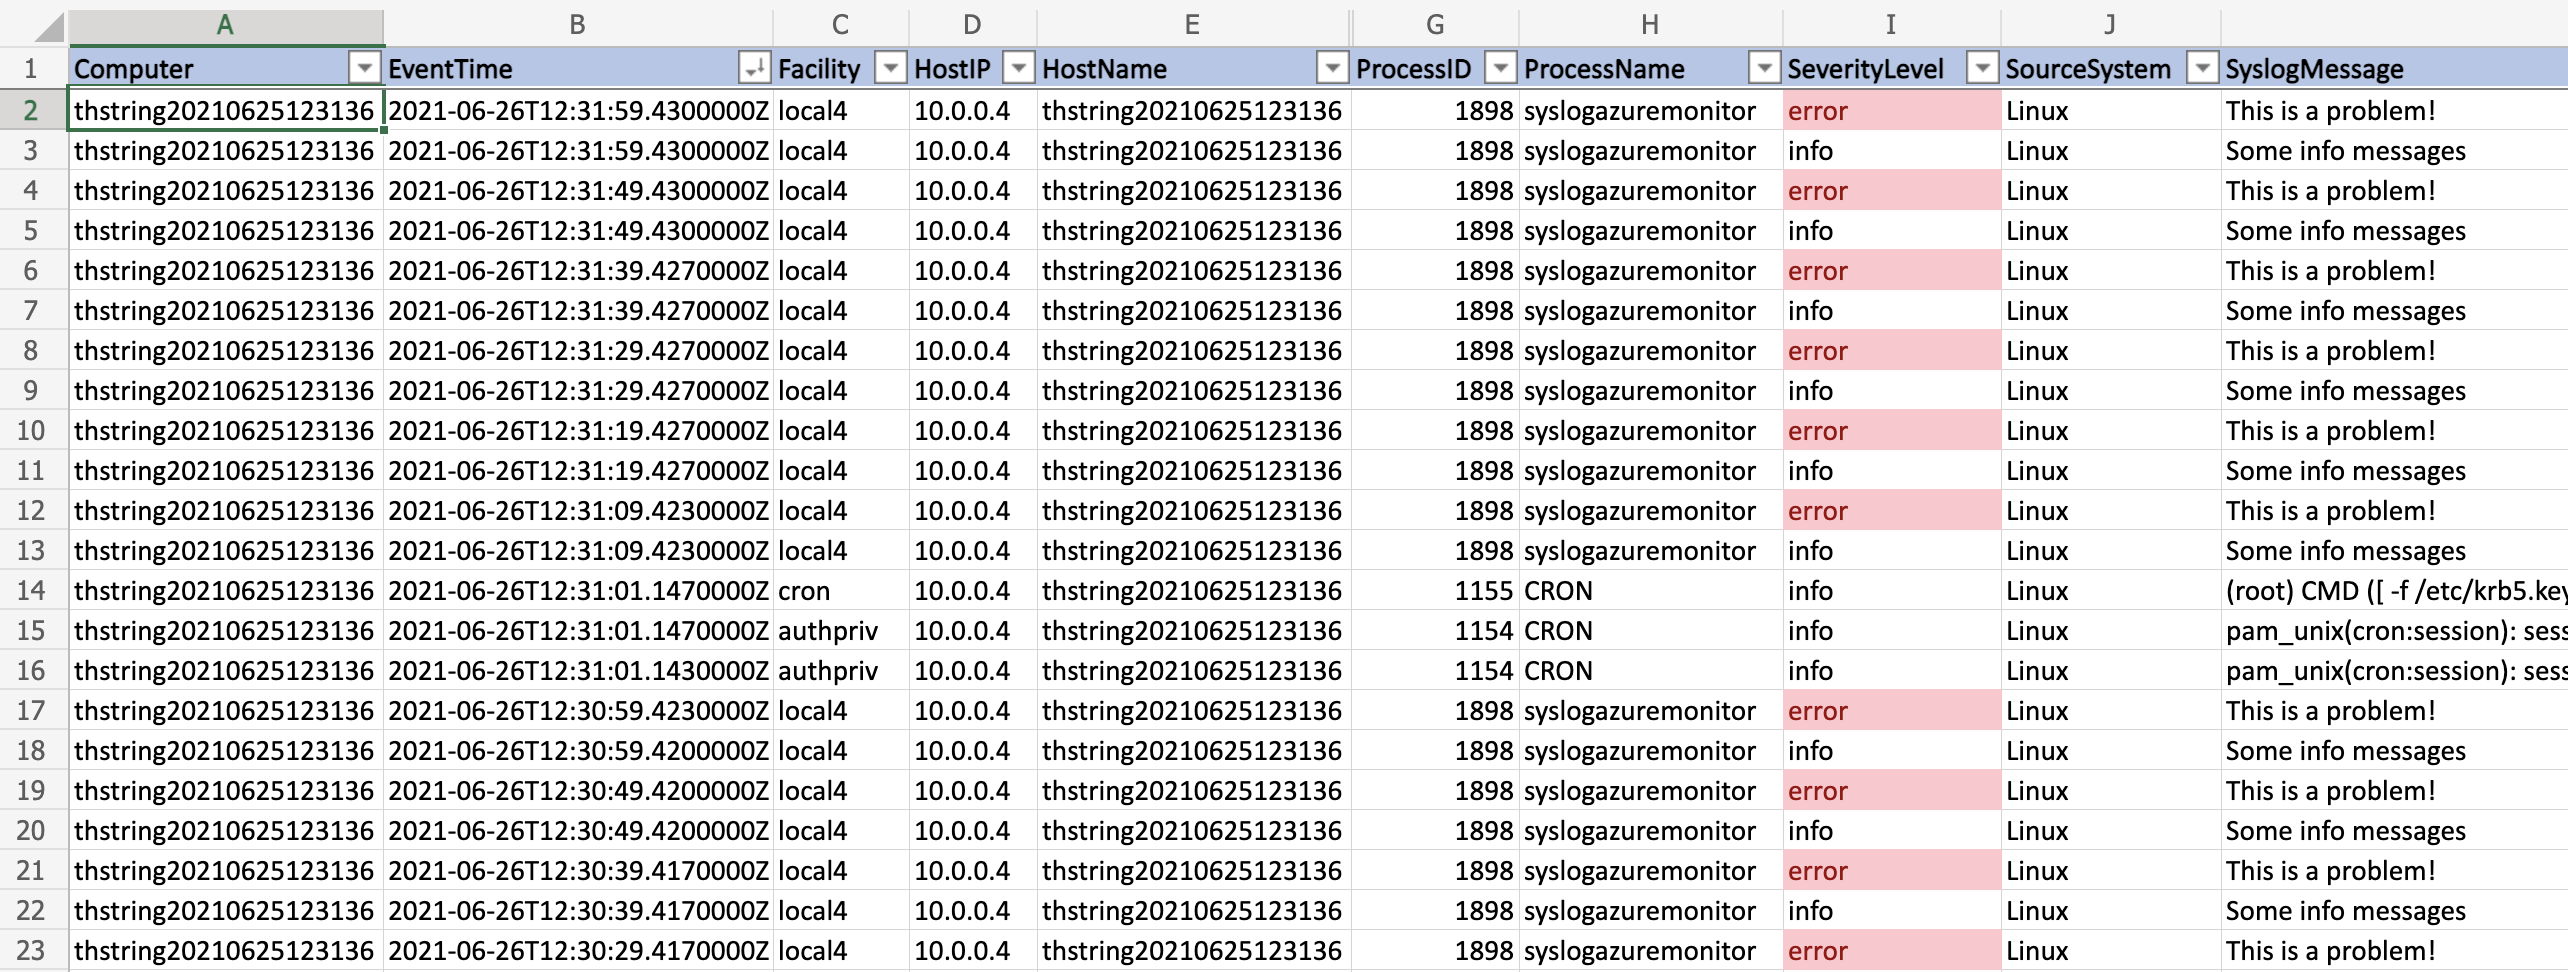 A B C D E G H I J
1 Computer EventTime Facility HostIP HostName ProcessID ProcessName SeverityLevel SourceSystem SyslogMessage
2 thstring20210625123136 2021-06-26T12:31:59.4300000Z local4 10.0.0.4 thstring20210625123136 1898 syslogazuremonitor error Linux This is a problem!
3 thstring20210625123136 2021-06-26T12:31:59.4300000Z local4 10.0.0.4 thstring20210625123136 1898 syslogazuremonitor info Linux Some info messages
4 thstring20210625123136 2021-06-26T12:31:49.4300000Z local4 10.0.0.4 thstring20210625123136 1898 syslogazuremonitor error Linux This is a problem!
5 thstring20210625123136 2021-06-26T12:31:49.4300000Z local4 10.0.0.4 thstring20210625123136 1898 syslogazuremonitor info Linux Some info messages
6 thstring20210625123136 2021-06-26T12:31:39.4270000Z local4 10.0.0.4 thstring20210625123136 1898 syslogazuremonitor error Linux This is a problem!
7 thstring20210625123136 2021-06-26T12:31:39.4270000Z local4 10.0.0.4 thstring20210625123136 1898 syslogazuremonitor info Linux Some info messages
8 thstring20210625123136 2021-06-26T12:31:29.4270000Z local4 10.0.0.4 thstring20210625123136 1898 syslogazuremonitor error Linux This is a problem!
9 thstring20210625123136 2021-06-26T12:31:29.4270000Z local4 10.0.0.4 thstring20210625123136 1898 syslogazuremonitor info Linux Some info messages
10 thstring20210625123136 2021-06-26T12:31:19.4270000Z local4 10.0.0.4 thstring20210625123136 1898 syslogazuremonitor error Linux This is a problem!
11 thstring20210625123136 2021-06-26T12:31:19.4270000Z local4 10.0.0.4 thstring20210625123136 1898 syslogazuremonitor info Linux Some info messages
12 thstring20210625123136 2021-06-26T12:31:09.4230000Z local4 10.0.0.4 thstring20210625123136 1898 syslogazuremonitor error Linux This is a problem!
13 thstring20210625123136 2021-06-26T12:31:09.4230000Z local4 10.0.0.4 thstring20210625123136 1898 syslogazuremonitor info Linux Some info messages
14 thstring20210625123136 2021-06-26T12:31:01.1470000Z cron 10.0.0.4 thstring20210625123136 1155 CRON info Linux (root) CMD ([ -f /etc/krb5.key
15 thstring20210625123136 2021-06-26T12:31:01.1470000Z authpriv 10.0.0.4 thstring20210625123136 1154 CRON info Linux pam_unix(cron:session): sess
16 thstring20210625123136 2021-06-26T12:31:01.1430000Z authpriv 10.0.0.4 thstring20210625123136 1154 CRON info Linux pam_unix(cron:session): sess
17 thstring20210625123136 2021-06-26T12:30:59.4230000Z local4 10.0.0.4 thstring20210625123136 1898 syslogazuremonitor error Linux This is a problem!
18 thstring20210625123136 2021-06-26T12:30:59.4200000Z local4 10.0.0.4 thstring20210625123136 1898 syslogazuremonitor info Linux Some info messages
19 thstring20210625123136 2021-06-26T12:30:49.4200000Z local4 10.0.0.4 thstring20210625123136 1898 syslogazuremonitor error Linux This is a problem!
20 thstring20210625123136 2021-06-26T12:30:49.4200000Z local4 10.0.0.4 thstring20210625123136 1898 syslogazuremonitor info Linux Some info messages
21 thstring20210625123136 2021-06-26T12:30:39.4170000Z local4 10.0.0.4 thstring20210625123136 1898 syslogazuremonitor error Linux This is a problem!
22 thstring20210625123136 2021-06-26T12:30:39.4170000Z local4 10.0.0.4 thstring20210625123136 1898 syslogazuremonitor info Linux Some info messages
23 thstring20210625123136 2021-06-26T12:30:29.4170000Z local4 10.0.0.4 thstring20210625123136 1898 syslogazuremonitor error Linux This is a problem!